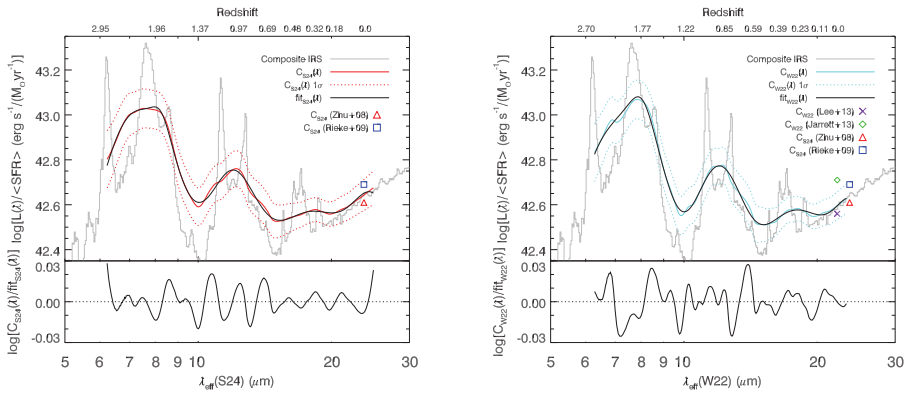 Redshift
2.95 1.96 1.37 0.97 0.69 0.48 0.32 0.16 0.0
43.2
43.0
42.8
42.6
42.4
log[L(λ)/<SFR> (erg s⁻¹/(M⊙yr⁻¹)]
Composite IRS
C_S24(λ)
C_S24(λ) 1σ
fit_S24(λ)
C_S24 (Zhu+08)
C_S24 (Rieke+09)
0.03
0.00
-0.03
log[C_S24(λ)/fit_S24(λ)]
5 6 7 8 9 10 20 30
λ_eff(S24) (μm)
Redshift
2.70 1.77 1.22 0.85 0.59 0.39 0.23 0.11 0.0
43.2
43.0
42.8
42.6
42.4
log[L(λ)/<SFR> (erg s⁻¹/(M⊙yr⁻¹)]
Composite IRS
C_W22(λ)
C_W22(λ) 1σ
fit_W22(λ)
C_W22 (Lee+13)
C_W22 (Jarrett+13)
C_S24 (Zhu+08)
C_S24 (Rieke+09)
0.03
0.00
-0.03
log[C_W22(λ)/fit_W22(λ)]
5 6 7 8 9 10 20 30
λ_eff(W22) (μm)